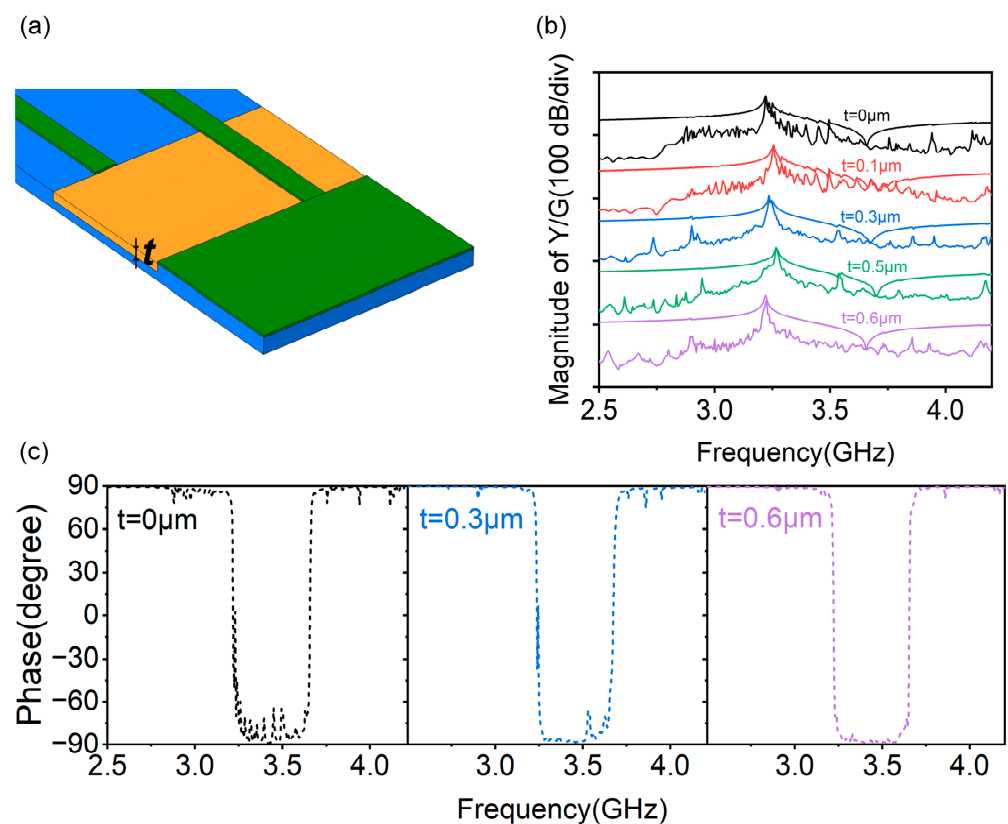 (a)
t
(b)
Magnitude of Y/G(100 dB/div)
t=0μm
t=0.1μm
t=0.3μm
t=0.5μm
t=0.6μm
2.5 3.0 3.5 4.0
Frequency(GHz)
(c)
Phase(degree)
90
60
30
0
−30
−60
−90
t=0μm
t=0.3μm
t=0.6μm
2.5 3.0 3.5 4.0 3.0 3.5 4.0 3.0 3.5 4.0
Frequency(GHz)